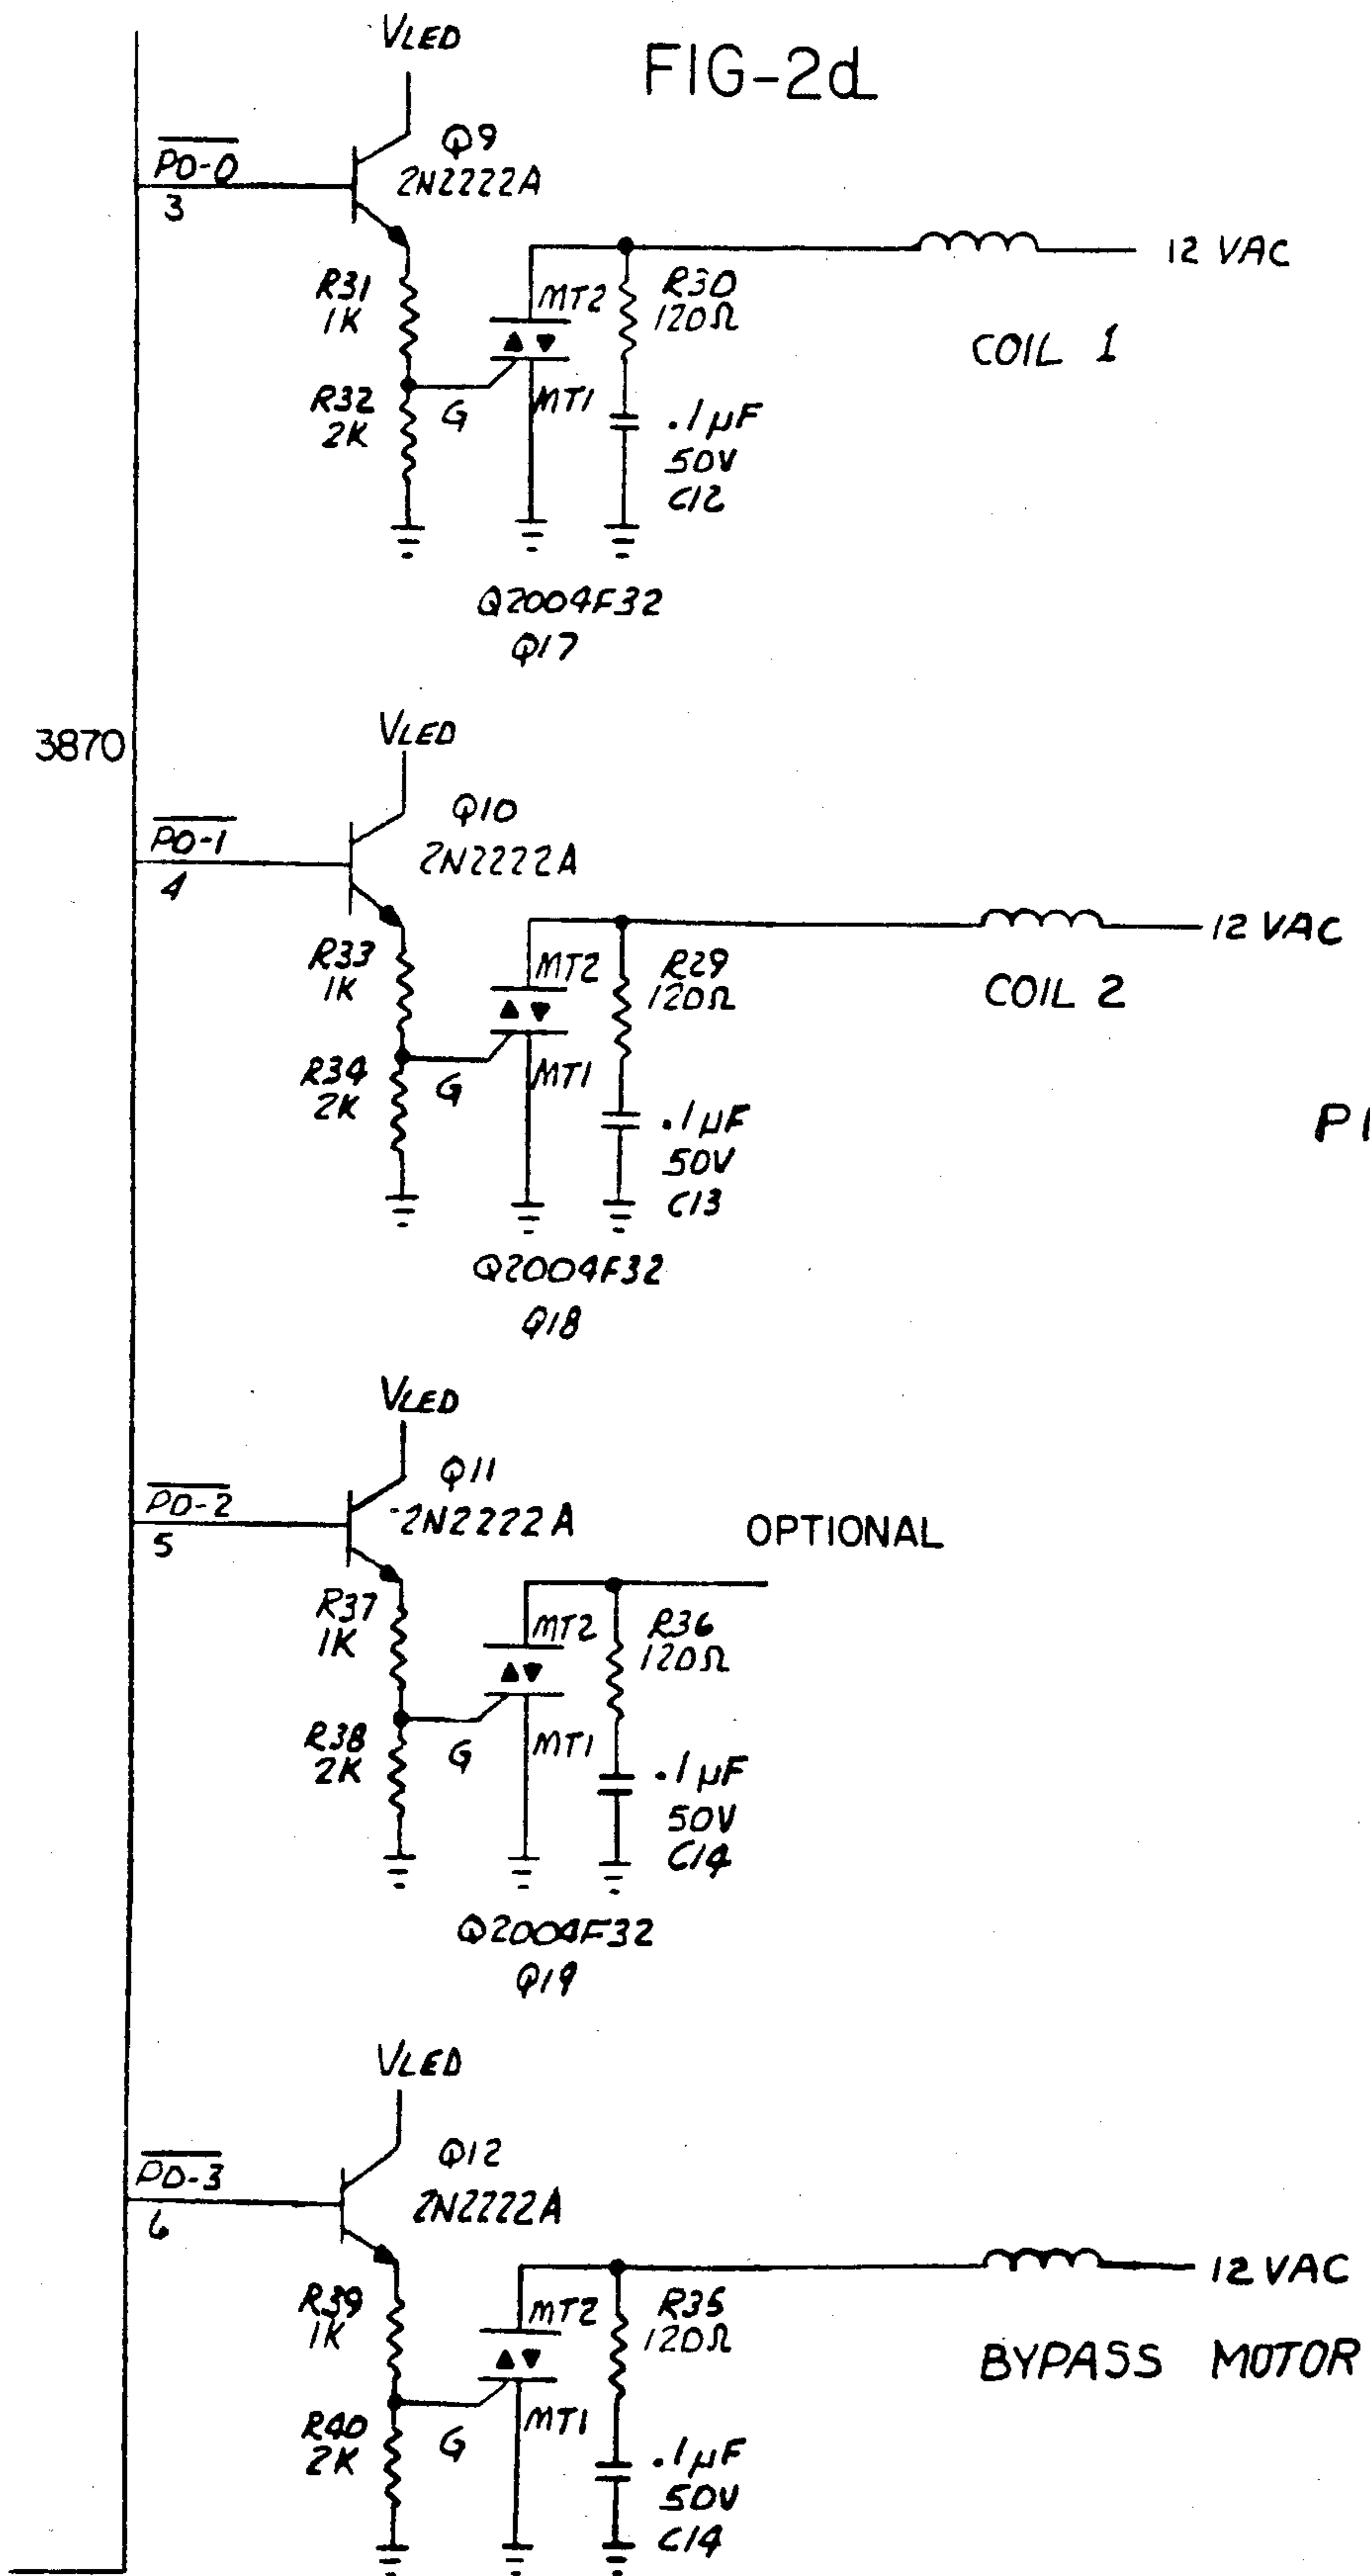 FIG-2d
VLED
Q9
2N2222A
PO-0
3
R31
1K
R32
2K
G
MT2
MT1
R30
120Ω
.1µF
50V
C12
12 VAC
COIL 1
Q2004F32
Q17
3870
VLED
Q10
2N2222A
PO-1
4
R33
1K
R34
2K
G
MT2
MT1
R29
120Ω
.1µF
50V
C13
12 VAC
COIL 2
P1
Q2004F32
Q18
VLED
Q11
2N2222A
PO-2
5
OPTIONAL
R37
1K
R38
2K
G
MT2
MT1
R36
120Ω
.1µF
50V
C14
Q2004F32
Q19
VLED
Q12
2N2222A
PO-3
6
R39
1K
R40
2K
G
MT2
MT1
R35
120Ω
.1µF
50V
C14
12 VAC
BYPASS MOTOR